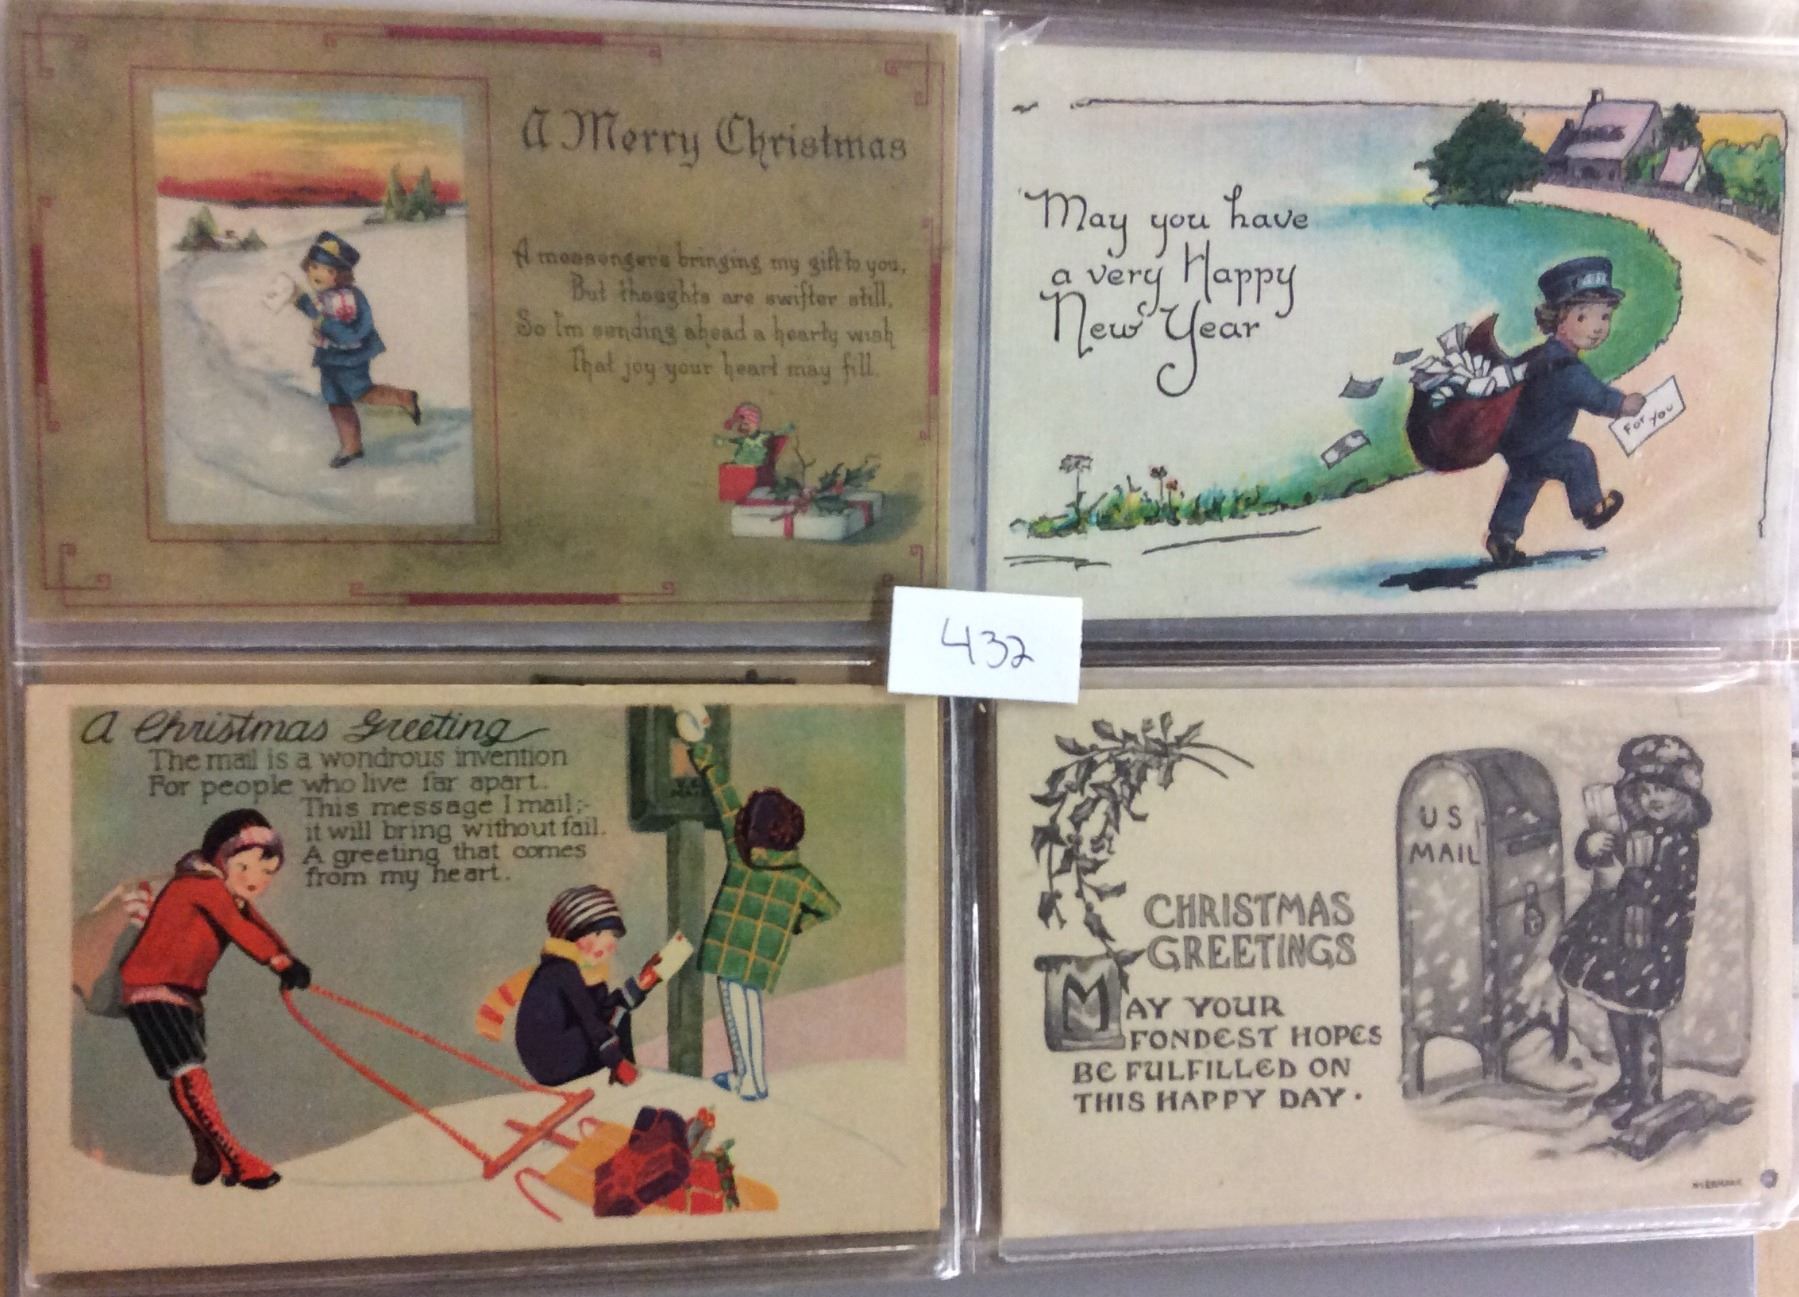 A Merry Christmas
A messenger's bringing my gift to you,
But thoughts are swifter still,
So I'm sending ahead a hearty wish
That joy your heart may fill.
May you have
a very Happy
New Year
For You
432
A Christmas Greeting
The mail is a wondrous invention
For people who live far apart.
This message I mail;-
it will bring without fail.
A greeting that comes
from my heart.
US
MAIL
CHRISTMAS
GREETINGS
MAY YOUR
FONDEST HOPES
BE FULFILLED ON
THIS HAPPY DAY.